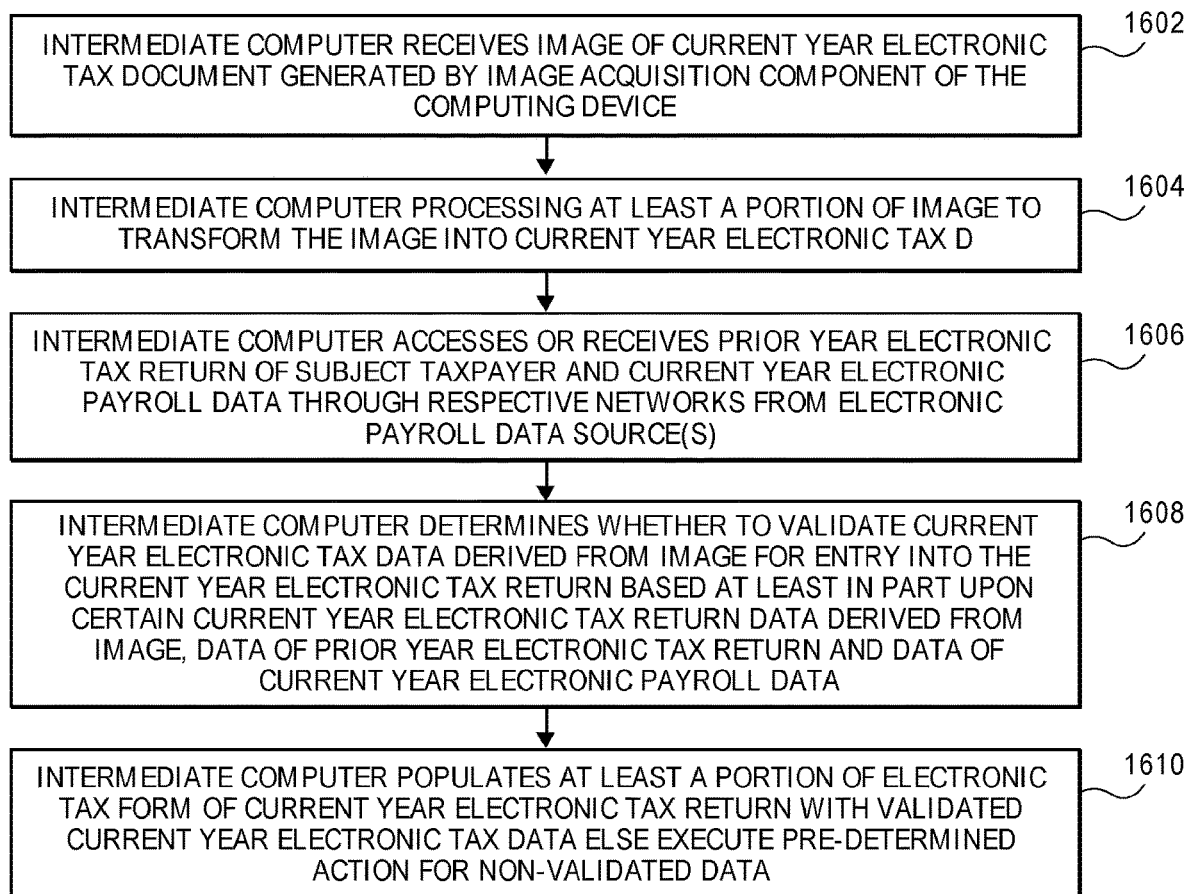 INTERMEDIATE COMPUTER RECEIVES IMAGE OF CURRENT YEAR ELECTRONIC
TAX DOCUMENT GENERATED BY IMAGE ACQUISITION COMPONENT OF THE
COMPUTING DEVICE
1602
INTERMEDIATE COMPUTER PROCESSING AT LEAST A PORTION OF IMAGE TO
TRANSFORM THE IMAGE INTO CURRENT YEAR ELECTRONIC TAX D
1604
INTERMEDIATE COMPUTER ACCESSES OR RECEIVES PRIOR YEAR ELECTRONIC
TAX RETURN OF SUBJECT TAXPAYER AND CURRENT YEAR ELECTRONIC
PAYROLL DATA THROUGH RESPECTIVE NETWORKS FROM ELECTRONIC
PAYROLL DATA SOURCE(S)
1606
INTERMEDIATE COMPUTER DETERMINES WHETHER TO VALIDATE CURRENT
YEAR ELECTRONIC TAX DATA DERIVED FROM IMAGE FOR ENTRY INTO THE
CURRENT YEAR ELECTRONIC TAX RETURN BASED AT LEAST IN PART UPON
CERTAIN CURRENT YEAR ELECTRONIC TAX RETURN DATA DERIVED FROM
IMAGE, DATA OF PRIOR YEAR ELECTRONIC TAX RETURN AND DATA OF
CURRENT YEAR ELECTRONIC PAYROLL DATA
1608
INTERMEDIATE COMPUTER POPULATES AT LEAST A PORTION OF ELECTRONIC
TAX FORM OF CURRENT YEAR ELECTRONIC TAX RETURN WITH VALIDATED
CURRENT YEAR ELECTRONIC TAX DATA ELSE EXECUTE PRE-DETERMINED
ACTION FOR NON-VALIDATED DATA
1610